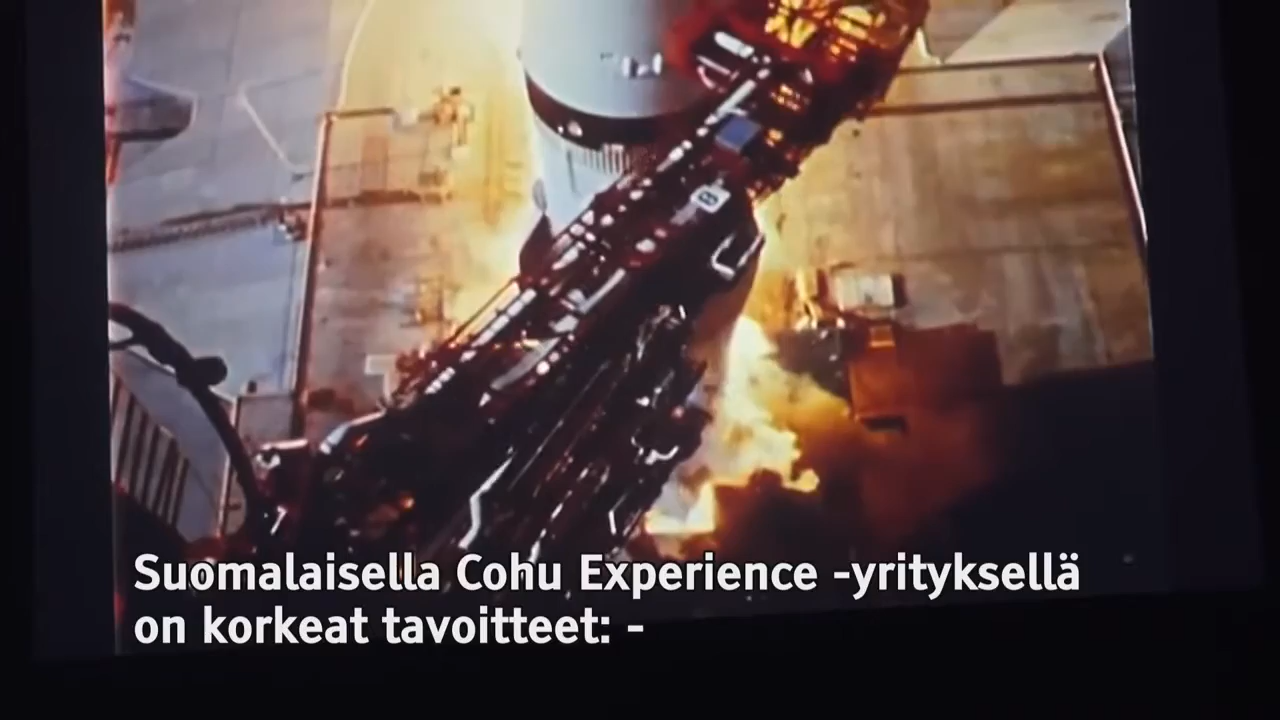 Suomalaisella Cohu Experience -yrityksellä
on korkeat tavoitteet: -